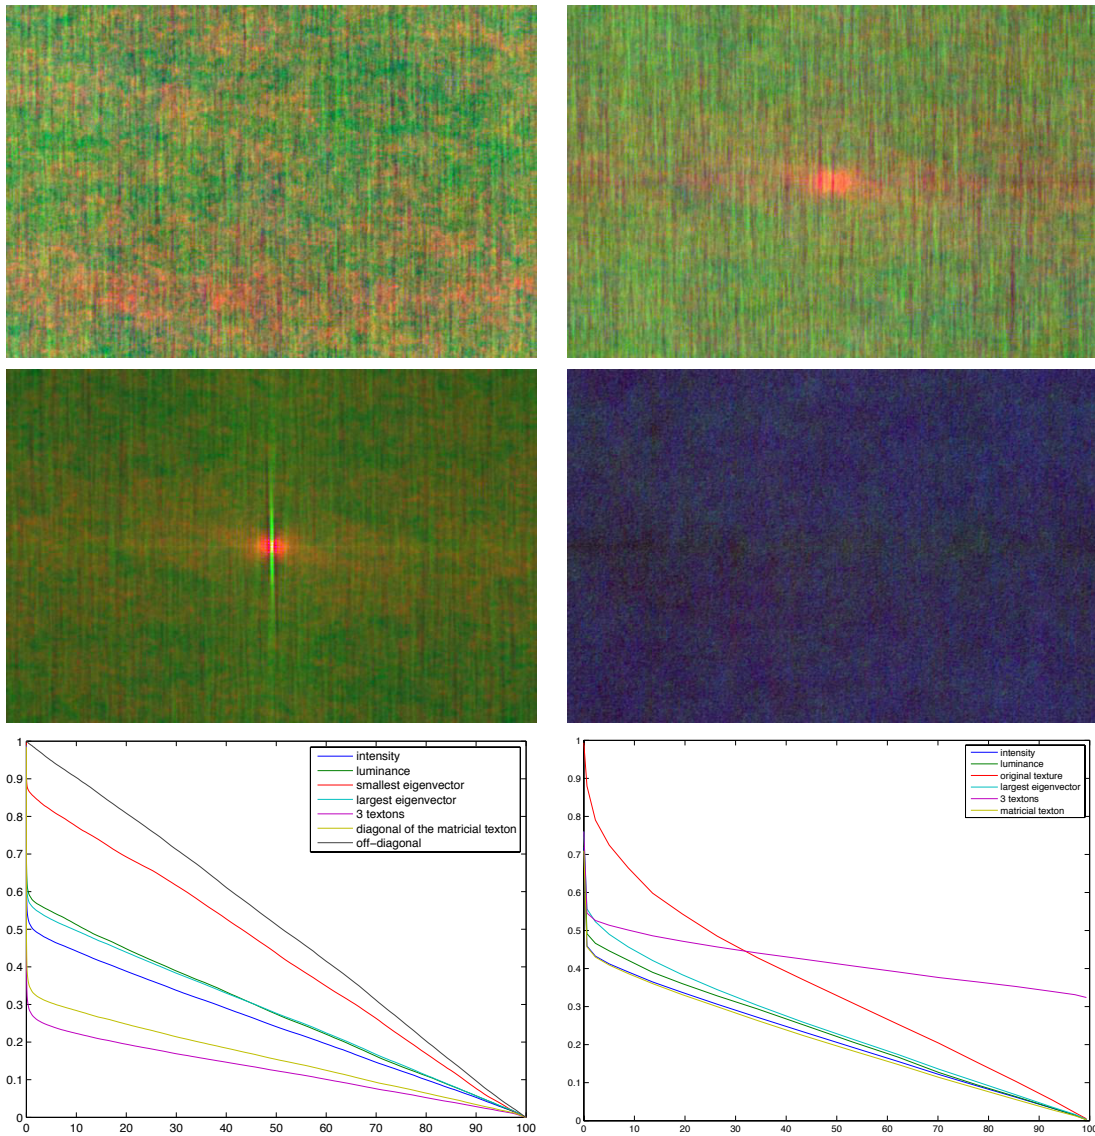 1
0.9
0.8
0.7
0.6
0.5
0.4
0.3
0.2
0.1
0
0 10 20 30 40 50 60 70 80 90 100
intensity
luminance
smallest eigenvector
largest eigenvector
3 textons
diagonal of the matricial texton
off-diagonal
1
0.9
0.8
0.7
0.6
0.5
0.4
0.3
0.2
0.1
0
0 10 20 30 40 50 60 70 80 90 100
intensity
luminance
original texture
largest eigenvector
3 textons
matricial texton